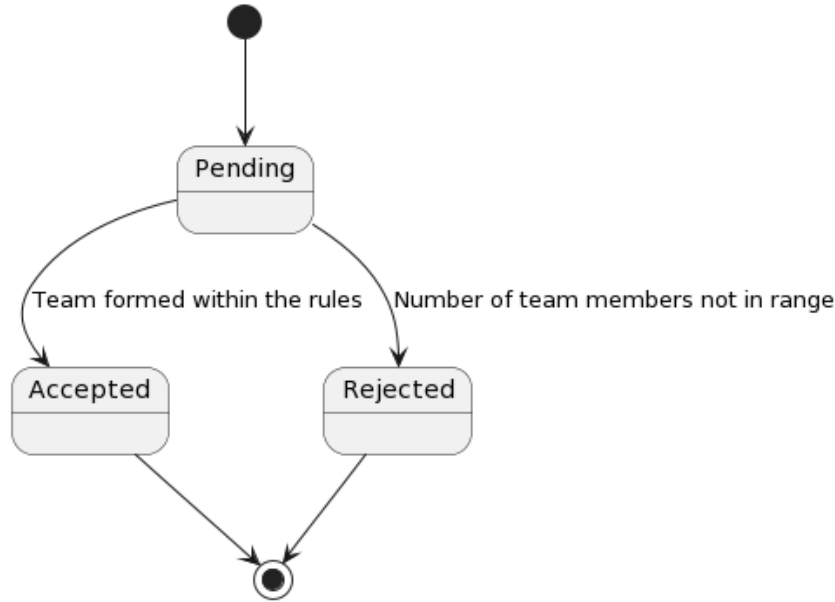 Pending
Team formed within the rules
Number of team members not in range
Accepted
Rejected